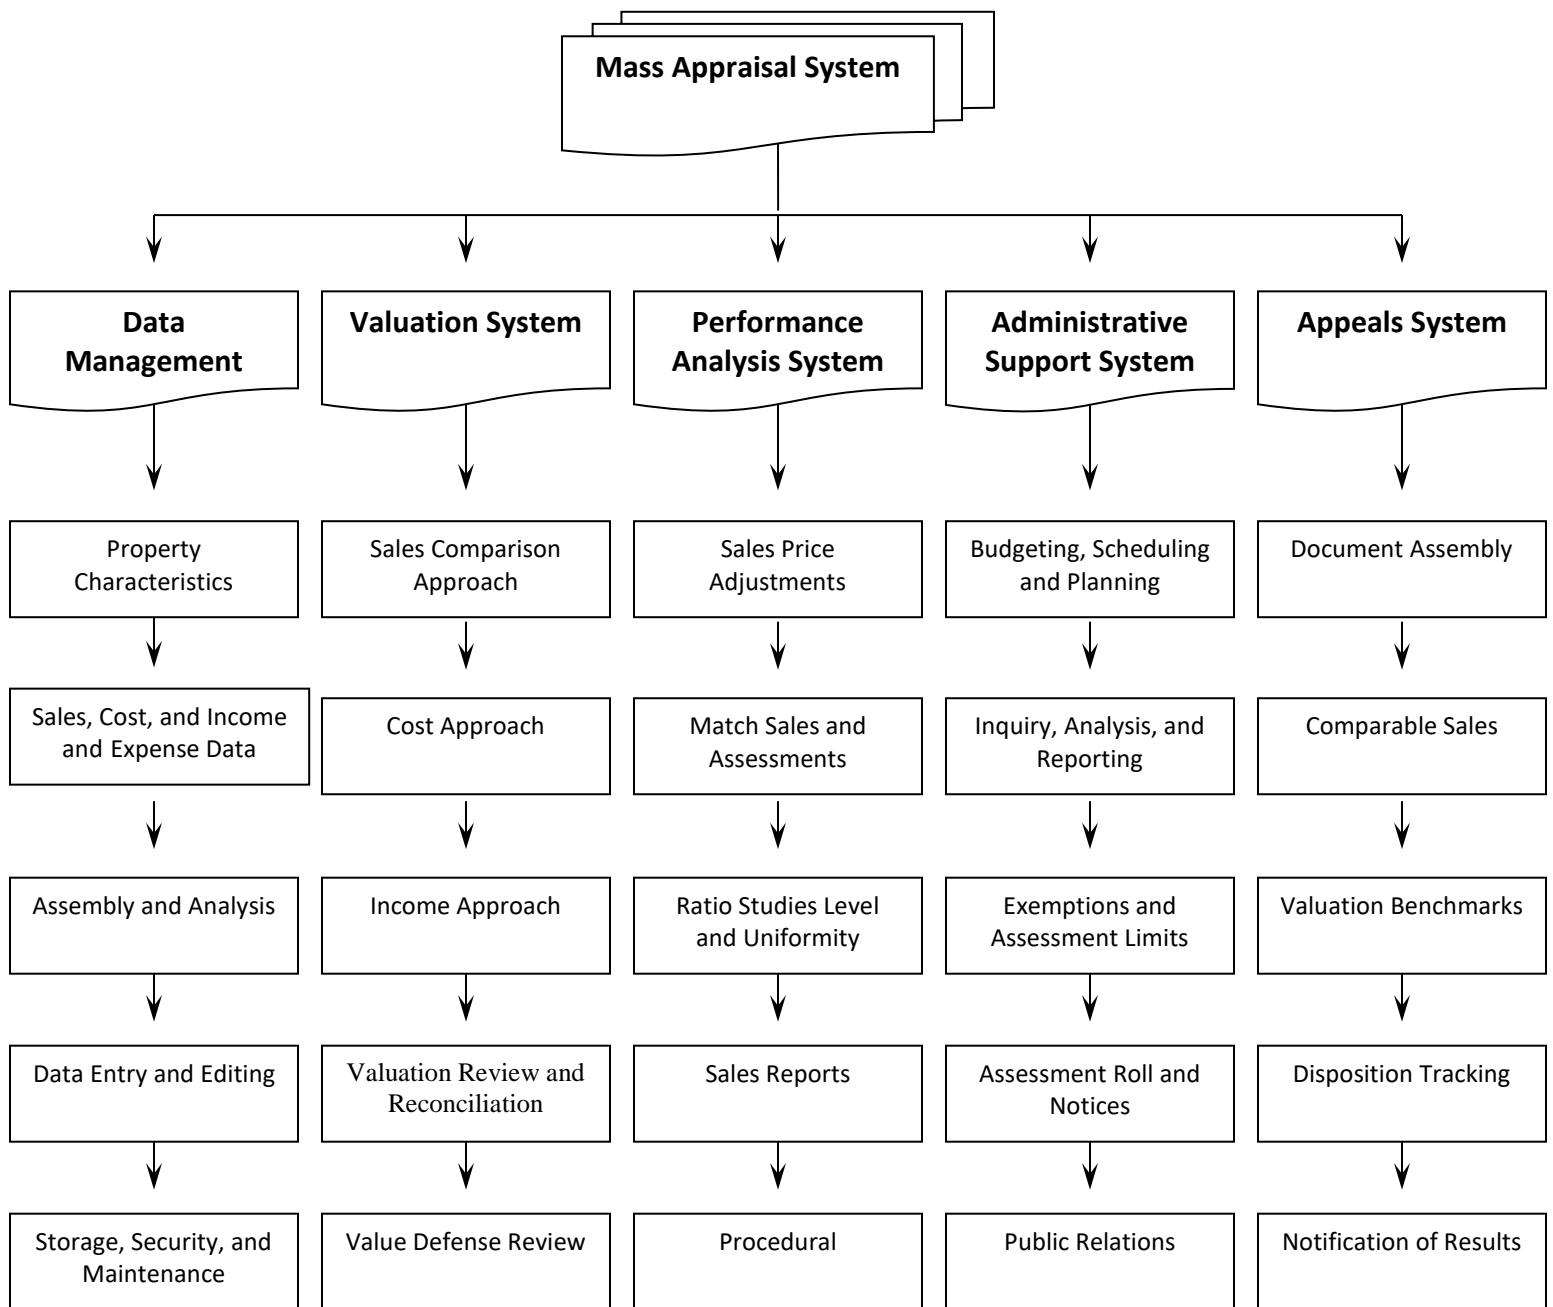 Mass Appraisal System
Data
Management
Valuation System
Performance
Analysis System
Administrative
Support System
Appeals System
Property
Characteristics
Sales Comparison
Approach
Sales Price
Adjustments
Budgeting, Scheduling
and Planning
Document Assembly
Sales, Cost, and Income
and Expense Data
Cost Approach
Match Sales and
Assessments
Inquiry, Analysis, and
Reporting
Comparable Sales
Assembly and Analysis
Income Approach
Ratio Studies Level
and Uniformity
Exemptions and
Assessment Limits
Valuation Benchmarks
Data Entry and Editing
Valuation Review and
Reconciliation
Sales Reports
Assessment Roll and
Notices
Disposition Tracking
Storage, Security, and
Maintenance
Value Defense Review
Procedural
Public Relations
Notification of Results